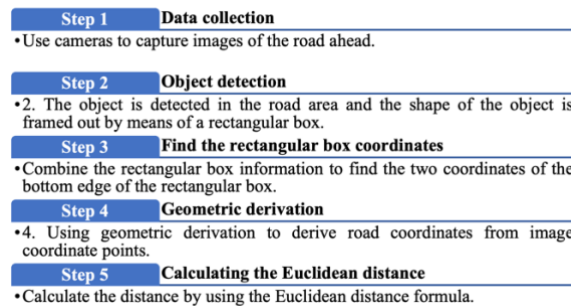 Step 1 Data collection
•Use cameras to capture images of the road ahead.
Step 2 Object detection
•2. The object is detected in the road area and the shape of the object is
framed out by means of a rectangular box.
Step 3 Find the rectangular box coordinates
•Combine the rectangular box information to find the two coordinates of the
bottom edge of the rectangular box.
Step 4 Geometric derivation
•4. Using geometric derivation to derive road coordinates from image
coordinate points.
Step 5 Calculating the Euclidean distance
•Calculate the distance by using the Euclidean distance formula.